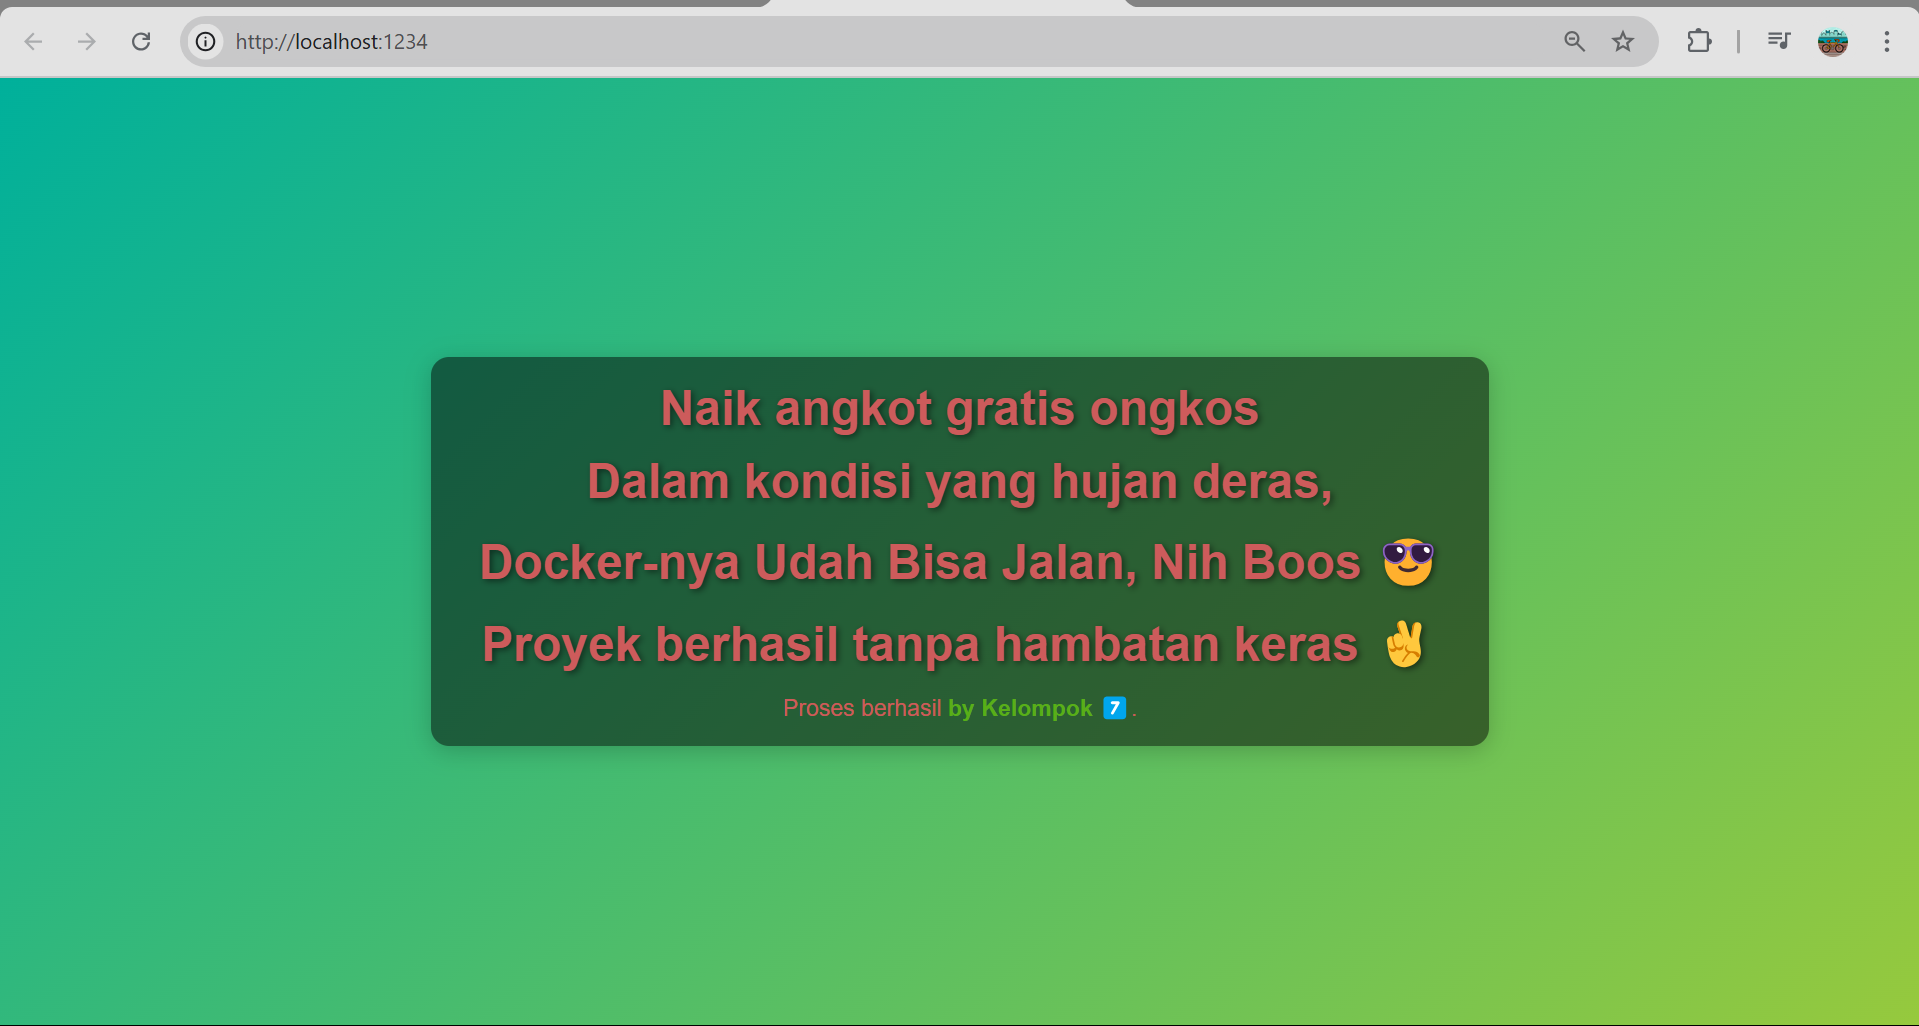 http://localhost:1234
Naik angkot gratis ongkos
Dalam kondisi yang hujan deras,
Docker-nya Udah Bisa Jalan, Nih Boos 😎
Proyek berhasil tanpa hambatan keras ✌️
Proses berhasil by Kelompok 7️⃣ .